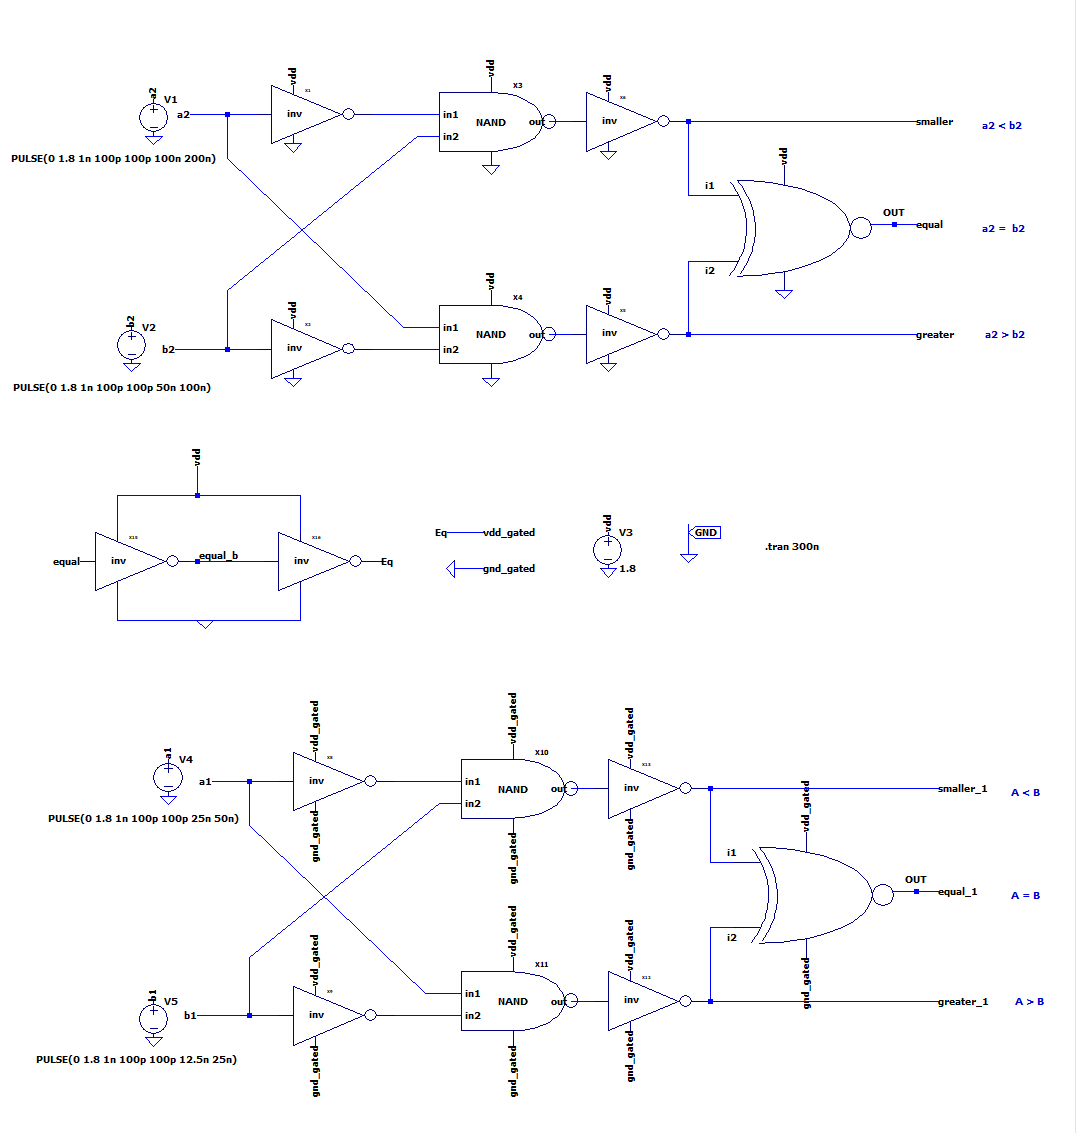 vdd
vdd
X3
vdd
a2
V1
a2
X1
inv
in1
in2
NAND
out
X6
inv
smaller
a2 < b2
PULSE(0 1.8 1n 100p 100p 100n 200n)
vdd
i1
OUT
equal
a2 = b2
i2
vdd
vdd
vdd
X4
b2
V2
b2
inv
in1
in2
NAND
out
inv
greater
a2 > b2
PULSE(0 1.8 1n 100p 100p 50n 100n)
vdd
X15
X16
equal
inv
equal_b
inv
Eq
Eq
vdd_gated
gnd_gated
vdd
V3
1.8
GND
.tran 300n
vdd_gated
vdd_gated
vdd_gated
X10
a1
V4
a1
X8
inv
in1
in2
NAND
out
X12
inv
smaller_1
A < B
PULSE(0 1.8 1n 100p 100p 25n 50n)
gnd_gated
gnd_gated
gnd_gated
vdd_gated
i1
OUT
equal_1
A = B
i2
gnd_gated
vdd_gated
vdd_gated
vdd_gated
X11
b1
V5
b1
X9
inv
in1
in2
NAND
out
X13
inv
greater_1
A > B
PULSE(0 1.8 1n 100p 100p 12.5n 25n)
gnd_gated
gnd_gated
gnd_gated